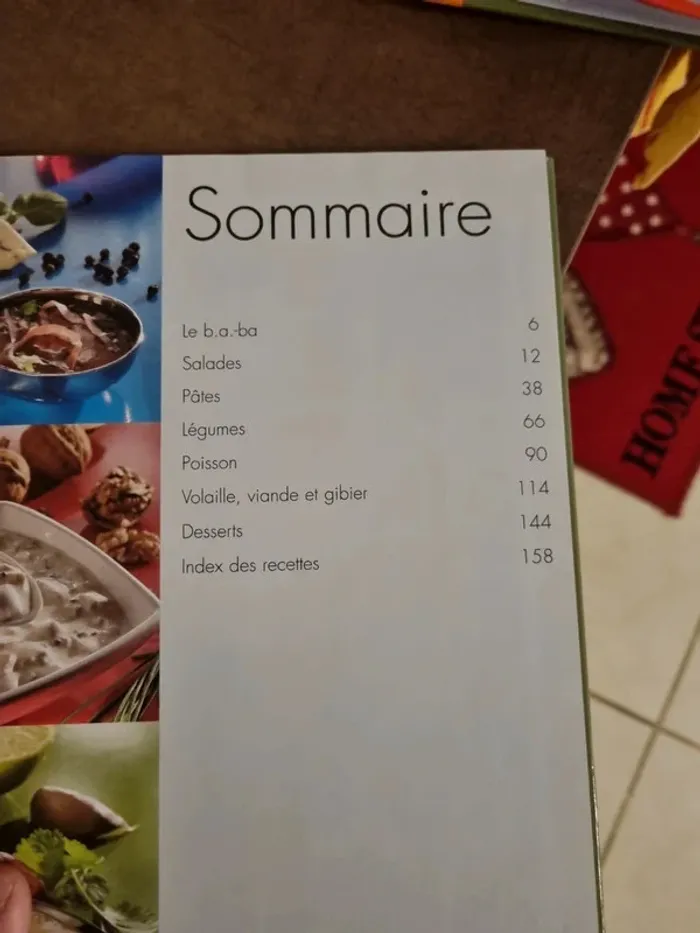 Sommaire
Le b.a.-ba 6
Salades 12
Pâtes 38
Légumes 66
Poisson 90
Volaille, viande et gibier 114
Desserts 144
Index des recettes 158
HOME